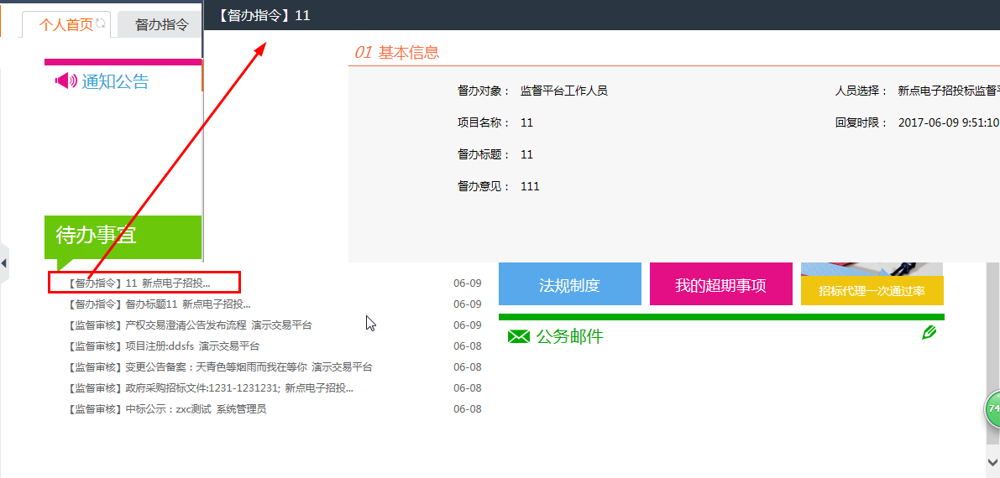 个人首页
督办指令
【督办指令】11
01 基本信息
督办对象： 监督平台工作人员
人员选择： 新点电子招投标监督
项目名称： 11
回复时限： 2017-06-09 9:51:10
督办标题： 11
督办意见： 111
通知公告
待办事宜
【督办指令】11 新点电子招投... 06-09
【督办指令】督办标题11 新点电子招投... 06-09
【监督审核】产权交易澄清公告发布流程 演示交易平台 06-09
【监督审核】项目注册:ddsfs 演示交易平台 06-08
【监督审核】变更公告备案：天青色等烟雨而我在等你 演示交易平台 06-08
【监督审核】政府采购招标文件:1231-1231231; 新点电子招投... 06-08
【监督审核】中标公示：zxc测试 系统管理员 06-08
法规制度
我的超期事项
招标代理一次通过率
公务邮件
74